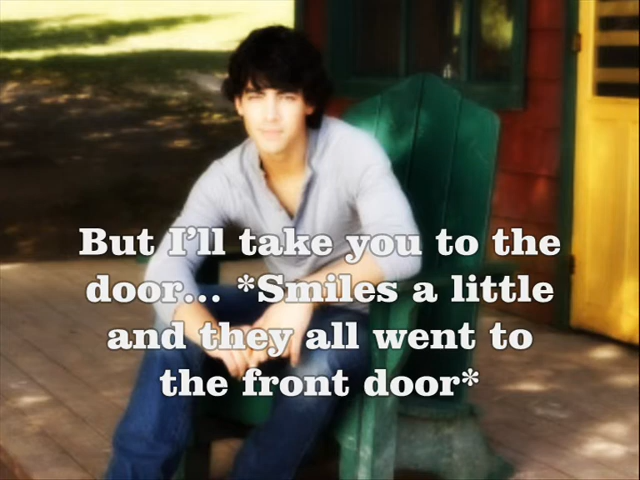 But I'll take you to the
door... *Smiles a little
and they all went to
the front door*